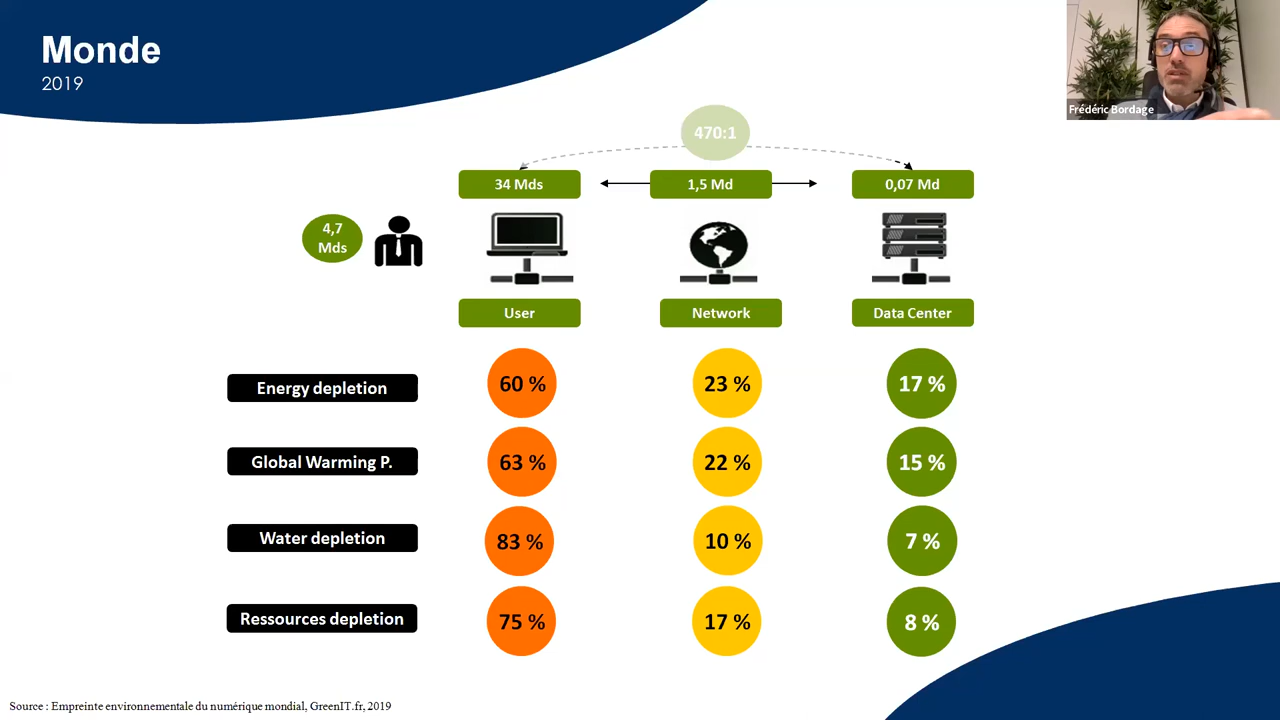 Monde
2019
Frédéric Bordage
470:1
34 Mds
1,5 Md
0,07 Md
4,7
Mds
User
Network
Data Center
Energy depletion
60 %
23 %
17 %
Global Warming P.
63 %
22 %
15 %
Water depletion
83 %
10 %
7 %
Ressources depletion
75 %
17 %
8 %
Source : Empreinte environnementale du numérique mondial, GreenIT.fr, 2019